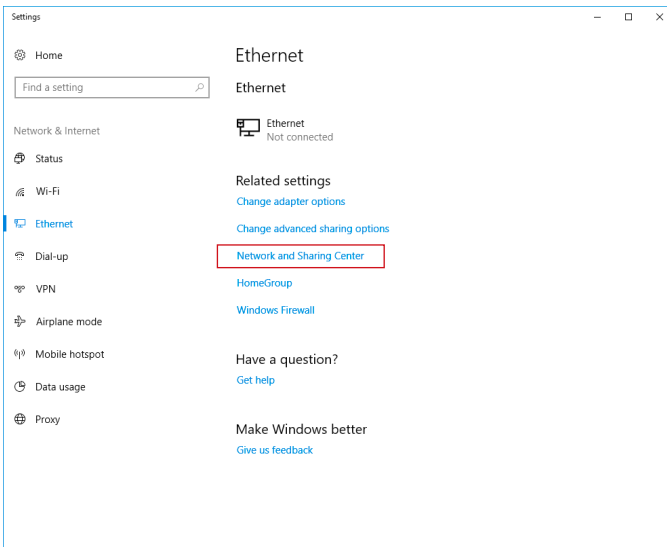 Settings
Home
Find a setting
Network & Internet
Status
Wi-Fi
Ethernet
Dial-up
VPN
Airplane mode
Mobile hotspot
Data usage
Proxy
Ethernet
Ethernet
Ethernet
Not connected
Related settings
Change adapter options
Change advanced sharing options
Network and Sharing Center
HomeGroup
Windows Firewall
Have a question?
Get help
Make Windows better
Give us feedback